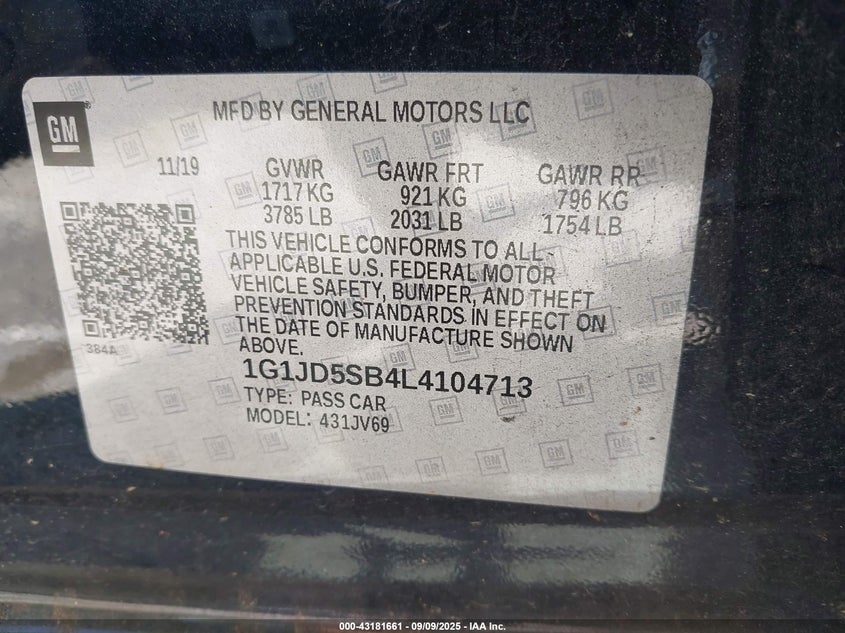 GM
MFD BY GENERAL MOTORS LLC
11/19 GVWR GAWR FRT GAWR RR
1717 KG 921 KG 796 KG
3785 LB 2031 LB 1754 LB
THIS VEHICLE CONFORMS TO ALL
APPLICABLE U.S. FEDERAL MOTOR
VEHICLE SAFETY, BUMPER, AND THEFT
PREVENTION STANDARDS IN EFFECT ON
THE DATE OF MANUFACTURE SHOWN
ABOVE.
384A
1G1JD5SB4L4104713
TYPE: PASS CAR
MODEL: 431JV69
000-43181661 - 09/09/2025 - IAA Inc.